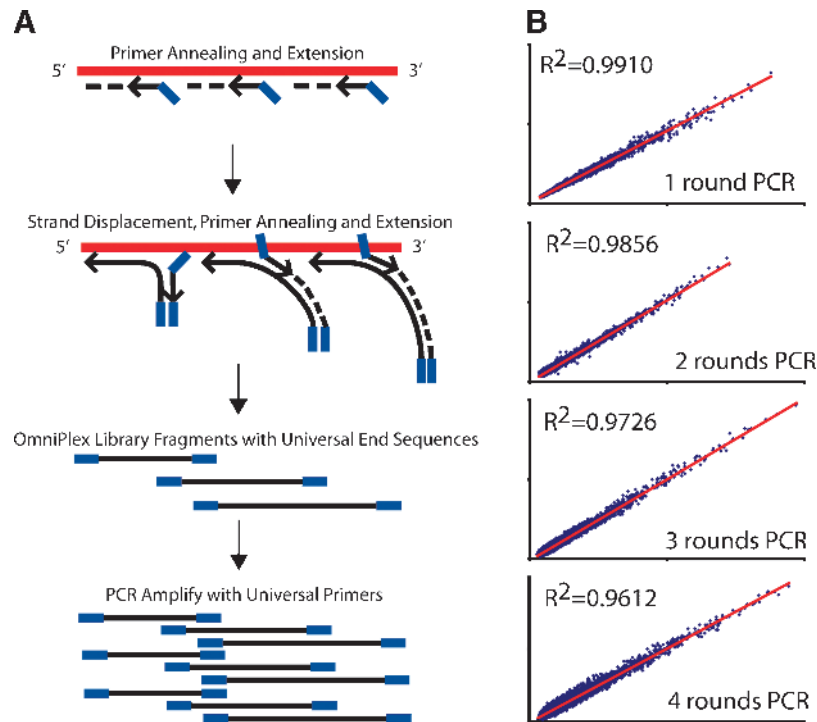 A
Primer Annealing and Extension
5′ 3′
Strand Displacement, Primer Annealing and Extension
5′ 3′
OmniPlex Library Fragments with Universal End Sequences
PCR Amplify with Universal Primers
B
R²=0.9910
1 round PCR
R²=0.9856
2 rounds PCR
R²=0.9726
3 rounds PCR
R²=0.9612
4 rounds PCR